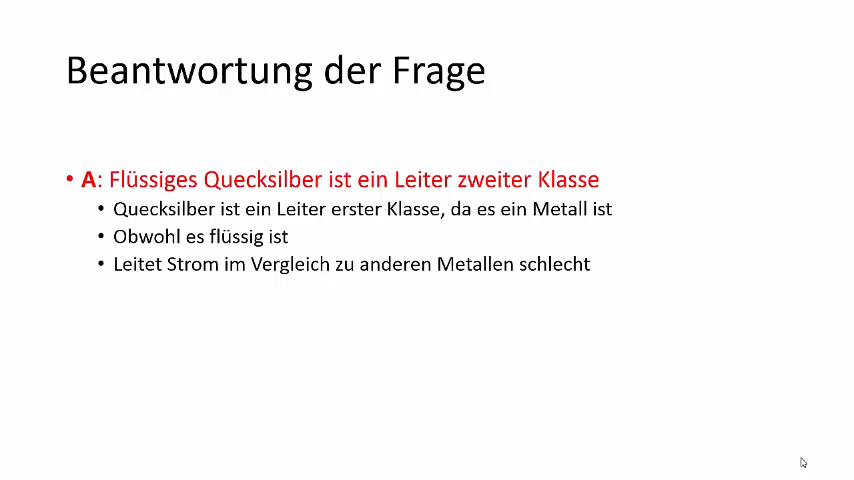 Beantwortung der Frage
• A: Flüssiges Quecksilber ist ein Leiter zweiter Klasse
• Quecksilber ist ein Leiter erster Klasse, da es ein Metall ist
• Obwohl es flüssig ist
• Leitet Strom im Vergleich zu anderen Metallen schlecht